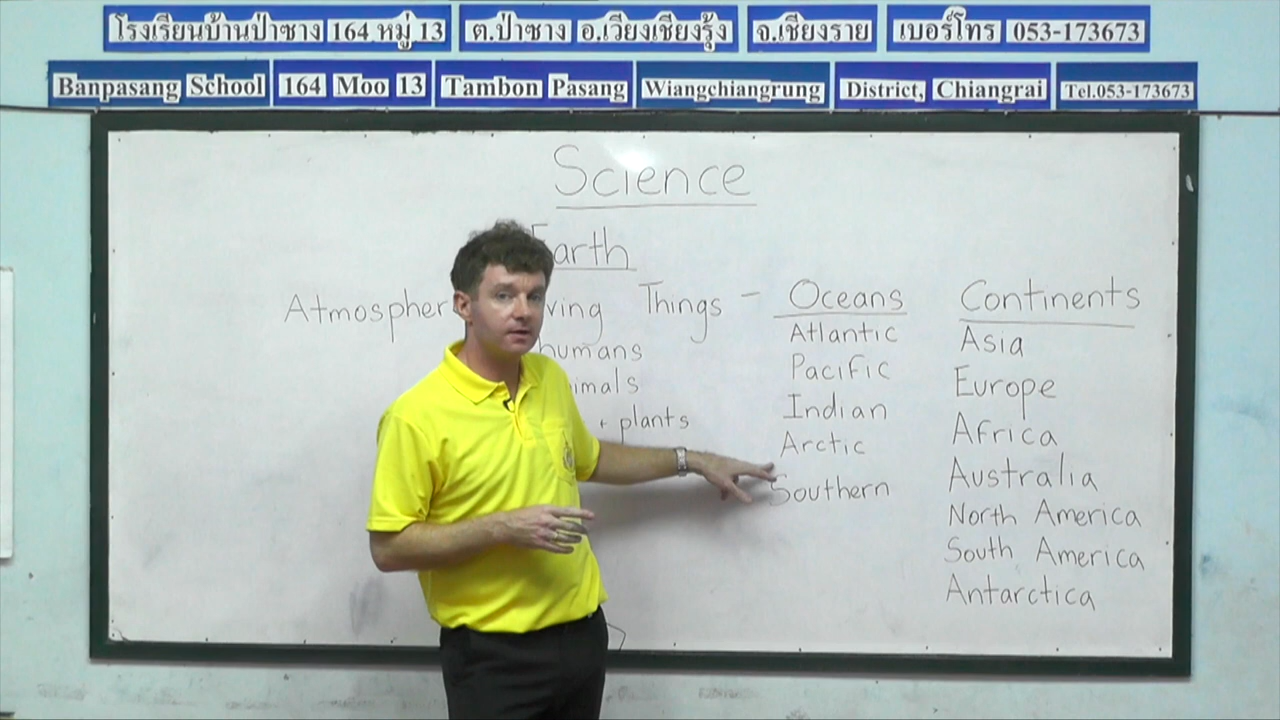 โรงเรียนบ้านป่าซาง 164 หมู่ 13 ต.ป่าซาง อ.เวียงเชียงรุ้ง จ.เชียงราย เบอร์โทร 053-173673
Banpasang School 164 Moo 13 Tambon Pasang Wiangchiangrung District, Chiangrai Tel.053-173673
Science
Earth
Things - Oceans Continents
humans Atlantic Asia
Pacific Europe
+ plants Indian Africa
Arctic Australia
Southern North America
South America
Antarctica